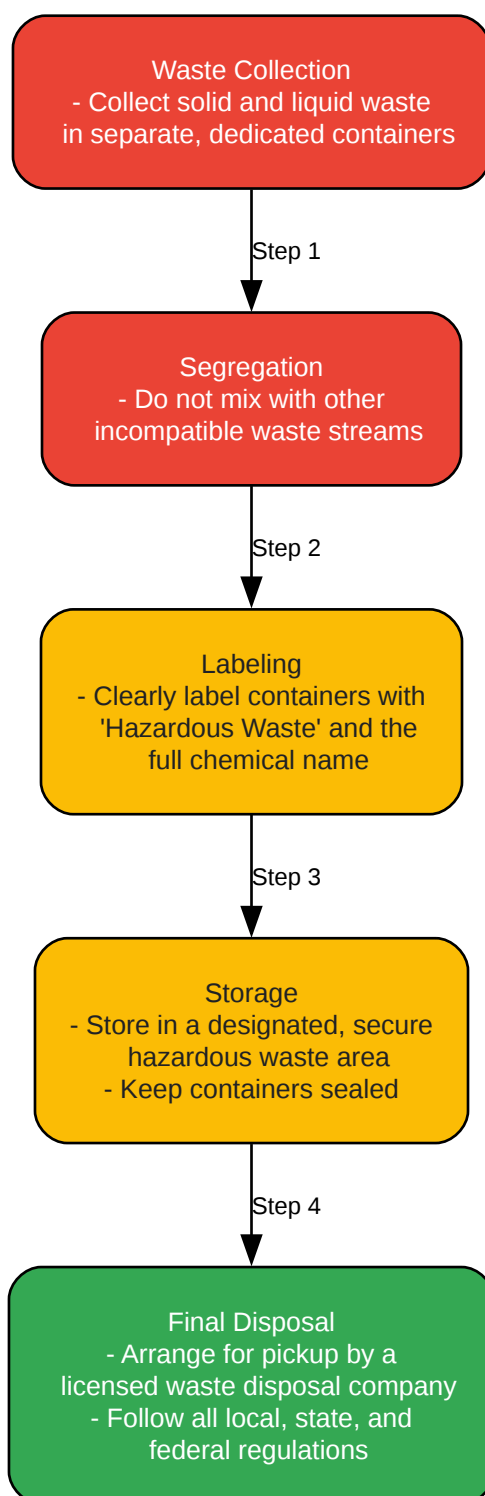 Waste Collection
- Collect solid and liquid waste
in separate, dedicated containers
Step 1
Segregation
- Do not mix with other
incompatible waste streams
Step 2
Labeling
- Clearly label containers with
'Hazardous Waste' and the
full chemical name
Step 3
Storage
- Store in a designated, secure
hazardous waste area
- Keep containers sealed
Step 4
Final Disposal
- Arrange for pickup by a
licensed waste disposal company
- Follow all local, state, and
federal regulations